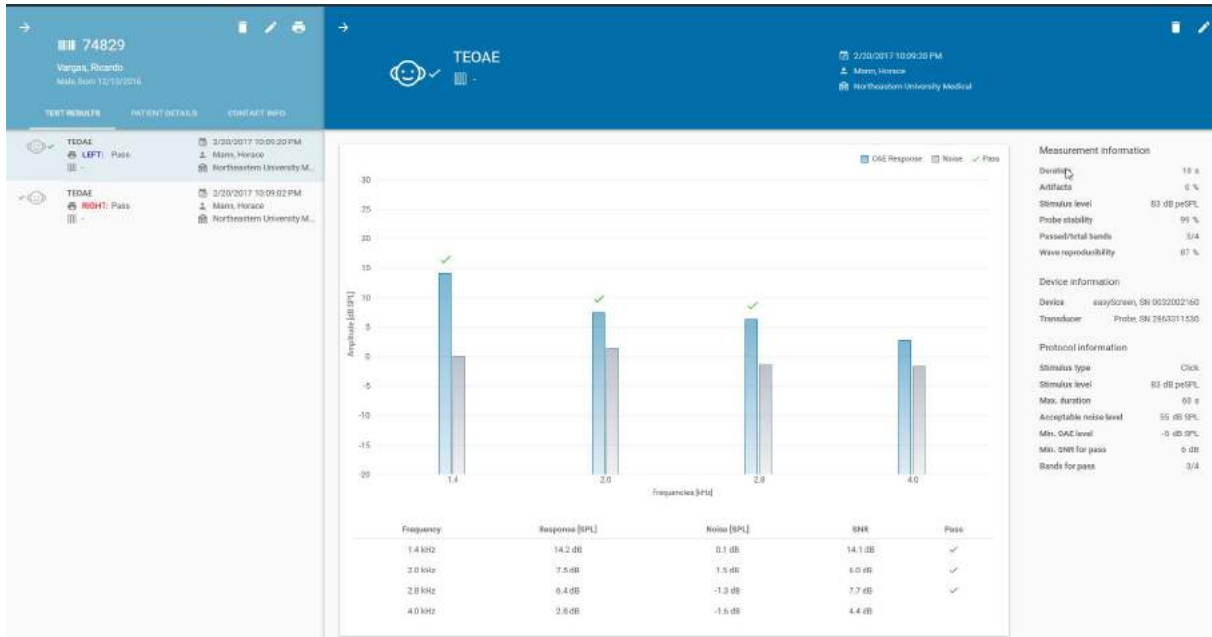 74829
Vargas, Ricardo
Male, born 12/10/2016
TEST RESULTS PATIENT DETAILS CONTACT INFO
TEOAE 2/20/2017 10:09:20 PM
LEFT: Pass Mann, Horace
- Northeastern University M...
TEOAE 2/20/2017 10:09:02 PM
RIGHT: Pass Mann, Horace
- Northeastern University M...
TEOAE
-
2/20/2017 10:09:20 PM
Mann, Horace
Northeastern University Medical
OAE Response Noise Pass
30
25
20
15
10
5
0
-5
-10
-15
-20
Amplitude [dB SPL]
1.4 2.0 2.8 4.0
Frequencies [kHz]
Frequency Response [SPL] Noise [SPL] SNR Pass
1.4 kHz 14.2 dB 0.1 dB 14.1 dB
2.0 kHz 7.5 dB 1.5 dB 6.0 dB
2.8 kHz 6.4 dB -1.3 dB 7.7 dB
4.0 kHz 2.8 dB -1.6 dB 4.4 dB
Measurement information
Duration 10 s
Artifacts %
Stimulus level 83 dB peSPL
Probe stability 99 %
Passed/total bands 3/4
Wave reproducibility 87 %
Device information
Device easyScreen, SN 0032002160
Transducer Probe, SN 2863311530
Protocol information
Stimulus type Click
Stimulus level 83 dB peSPL
Max. duration 60 s
Acceptable noise level 55 dB SPL
Min. OAE level -5 dB SPL
Min. SNR for pass 6 dB
Bands for pass 3/4